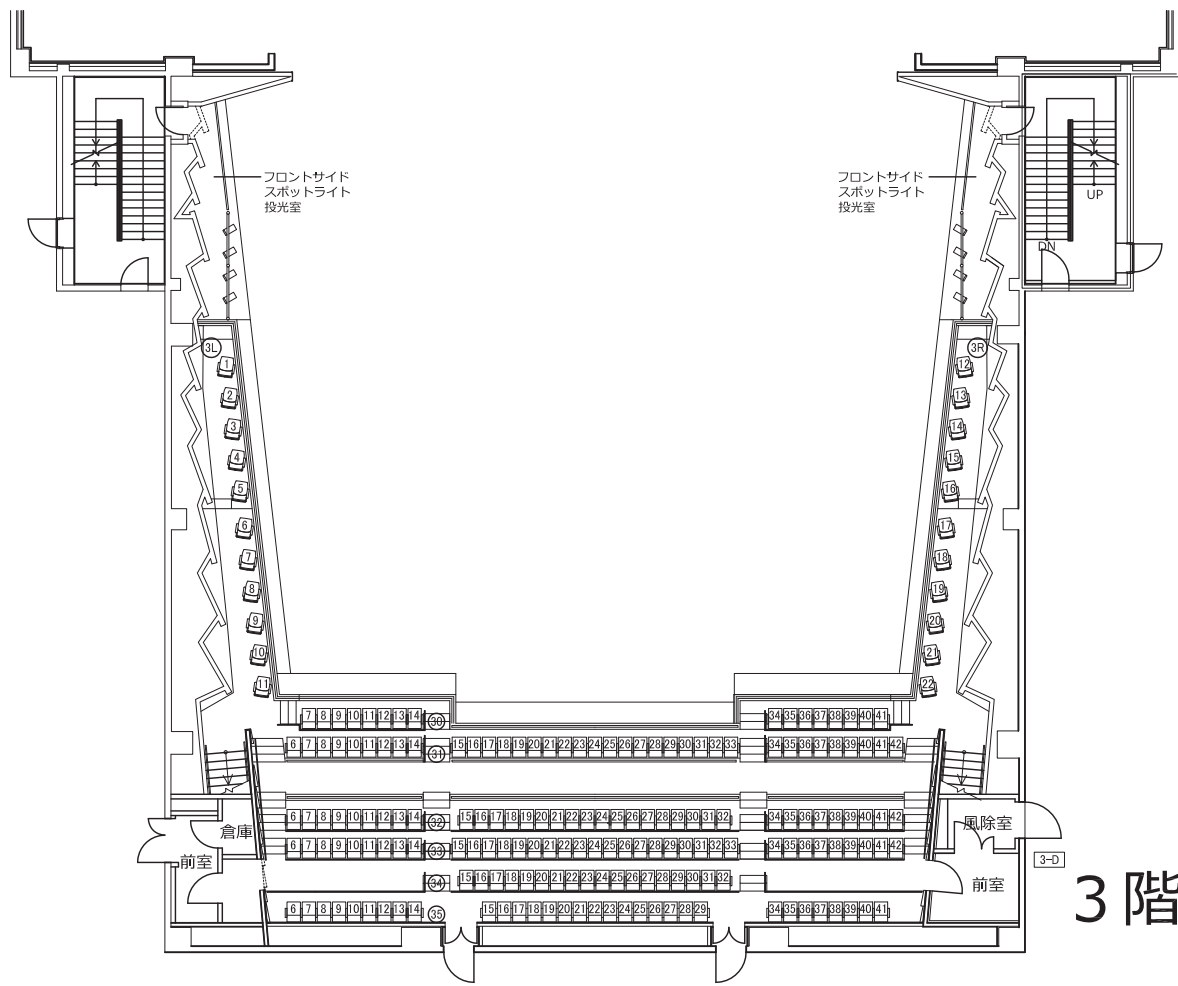 フロントサイド
スポットライト
投光室
フロントサイド
スポットライト
投光室
UP
DN
3L
3R
1
12
2
13
3
14
4
15
5
16
6
17
7
18
8
19
9
20
10
21
11
22
7 8 9 10 11 12 13 14 30 34 35 36 37 38 39 40 41
6 7 8 9 10 11 12 13 14 31 15 16 17 18 19 20 21 22 23 24 25 26 27 28 29 30 31 32 33 34 35 36 37 38 39 40 41 42
6 7 8 9 10 11 12 13 14 32 15 16 17 18 19 20 21 22 23 24 25 26 27 28 29 30 31 32 34 35 36 37 38 39 40 41 42
倉庫
風除室
6 7 8 9 10 11 12 13 14 33 15 16 17 18 19 20 21 22 23 24 25 26 27 28 29 30 31 32 33 34 35 36 37 38 39 40 41 42
前室
3-D
34 15 16 17 18 19 20 21 22 23 24 25 26 27 28 29 30 31 32
前室
6 7 8 9 10 11 12 13 14 35 15 16 17 18 19 20 21 22 23 24 25 26 27 28 29 34 35 36 37 38 39 40 41
3階